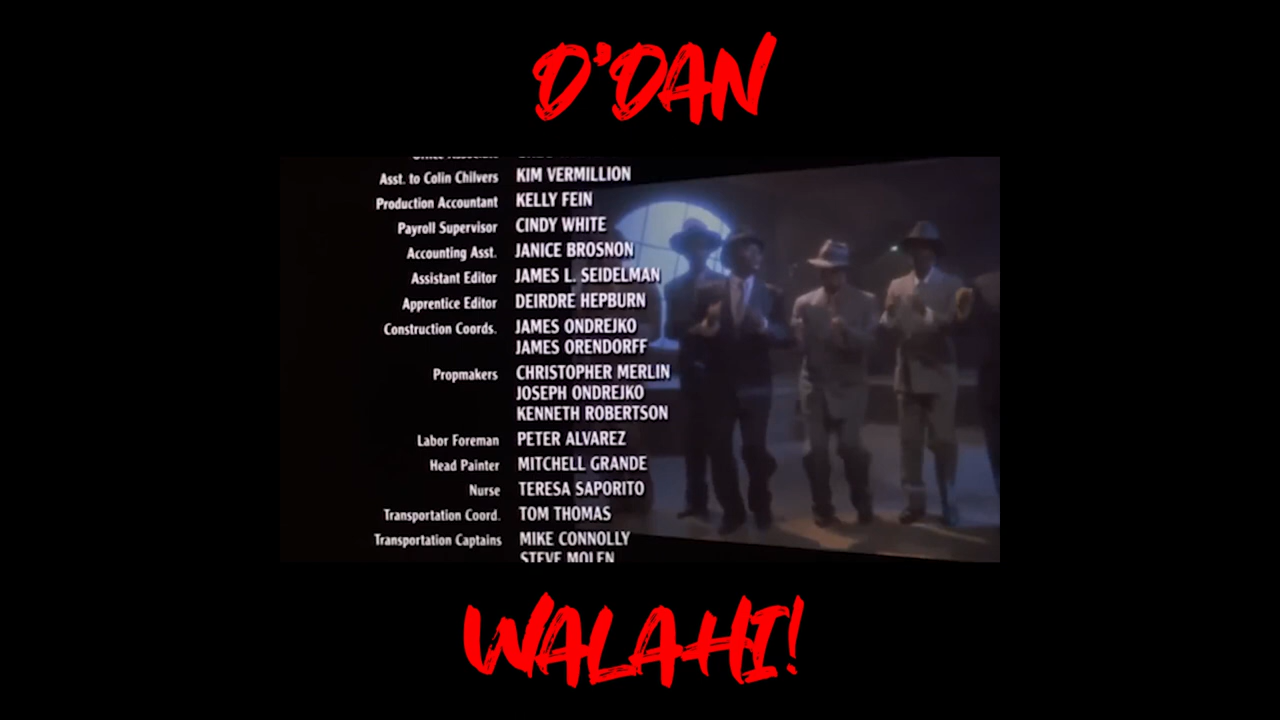 D'DAN
Asst. to Colin Chilvers KIM VERMILLION
Production Accountant KELLY FEIN
Payroll Supervisor CINDY WHITE
Accounting Asst. JANICE BROSNON
Assistant Editor JAMES L. SEIDELMAN
Apprentice Editor DEIRDRE HEPBURN
Construction Coords. JAMES ONDREJKO
JAMES ORENDORFF
Propmakers CHRISTOPHER MERLIN
JOSEPH ONDREJKO
KENNETH ROBERTSON
Labor Foreman PETER ALVAREZ
Head Painter MITCHELL GRANDE
Nurse TERESA SAPORITO
Transportation Coord. TOM THOMAS
Transportation Captains MIKE CONNOLLY
STEVE MOLEN
WALAHI!